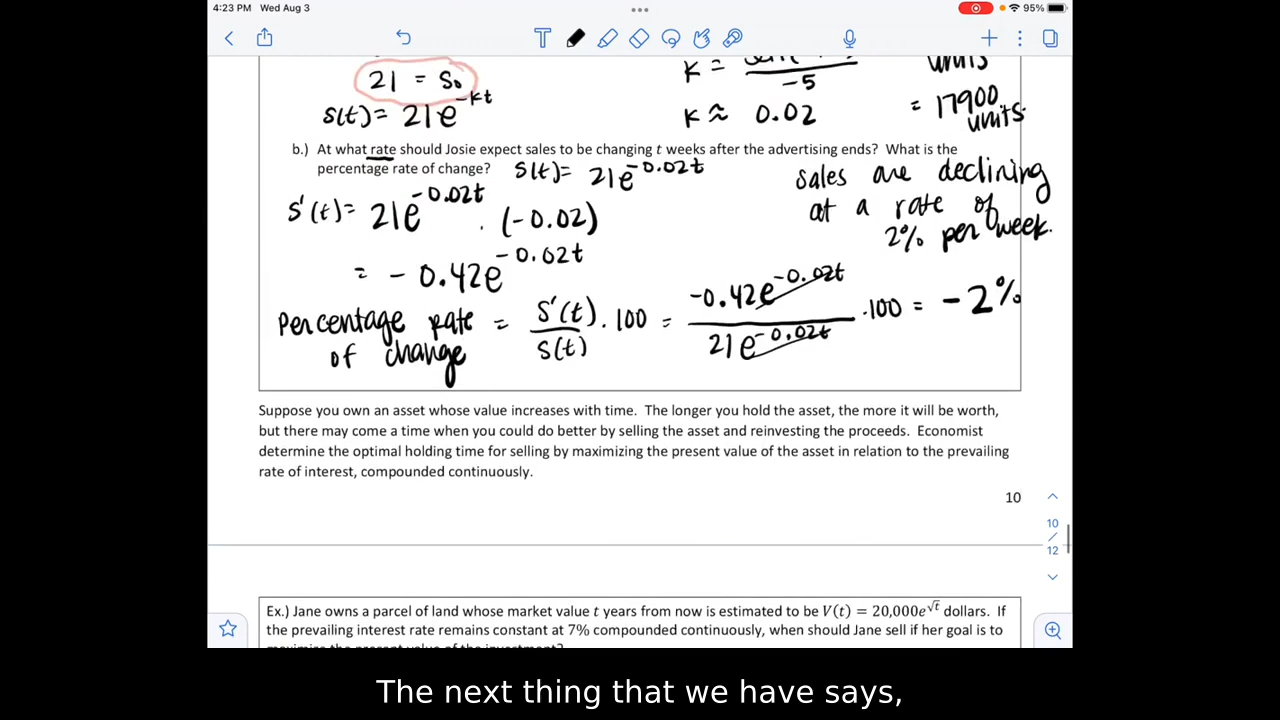 4:23 PM Wed Aug 3
95%
21 = S₀
S(t) = 21e^-kt
K =
-5
K ≈ 0.02
units
= 17900
units
b.) At what rate should Josie expect sales to be changing t weeks after the advertising ends? What is the
percentage rate of change? S(t) = 21e^-0.02t
S'(t) = 21e^-0.02t . (-0.02)
= -0.42e^-0.02t
Sales are declining
at a rate of
2% per week.
Percentage rate
of change
= S'(t)/S(t) . 100 = -0.42e^-0.02t / 21e^-0.02t . 100 = -2%
Suppose you own an asset whose value increases with time. The longer you hold the asset, the more it will be worth,
but there may come a time when you could do better by selling the asset and reinvesting the proceeds. Economist
determine the optimal holding time for selling by maximizing the present value of the asset in relation to the prevailing
rate of interest, compounded continuously.
10
10
/
12
Ex.) Jane owns a parcel of land whose market value t years from now is estimated to be V(t) = 20,000e^√t dollars. If
the prevailing interest rate remains constant at 7% compounded continuously, when should Jane sell if her goal is to
The next thing that we have says,